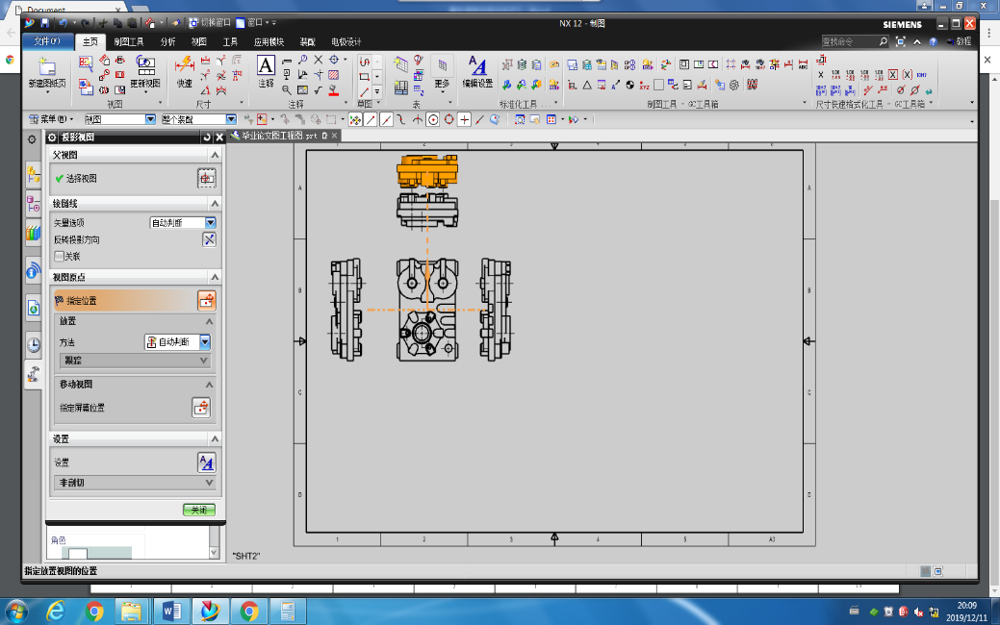 Document
切换窗口 窗口
NX 12 - 制图
SIEMENS
文件(F) 主页 制图工具 分析 视图 工具 应用模块 装配 电极设计
查找命令
教程
新建图纸页
更新视图
视图
快速
尺寸
注释
注释
草图
表
更多
编辑设置
标准化工具...
制图工具 - GC工具箱
尺寸快速格式化工具 - GC工具箱
菜单(M)
视图
整个装配
投影视图
毕业论文图工程图.prt
父视图
选择视图
铰链线
矢量选项
自动判断
反转投影方向
关联
视图原点
指定位置
放置
方法
自动判断
跟踪
移动视图
指定屏幕位置
设置
设置
非剖切
关闭
角色
A
A
B
B
C
C
D
D
1 2 3 4 5 A3
"SHT2"
指定放置视图的位置
20:09
2019/12/11